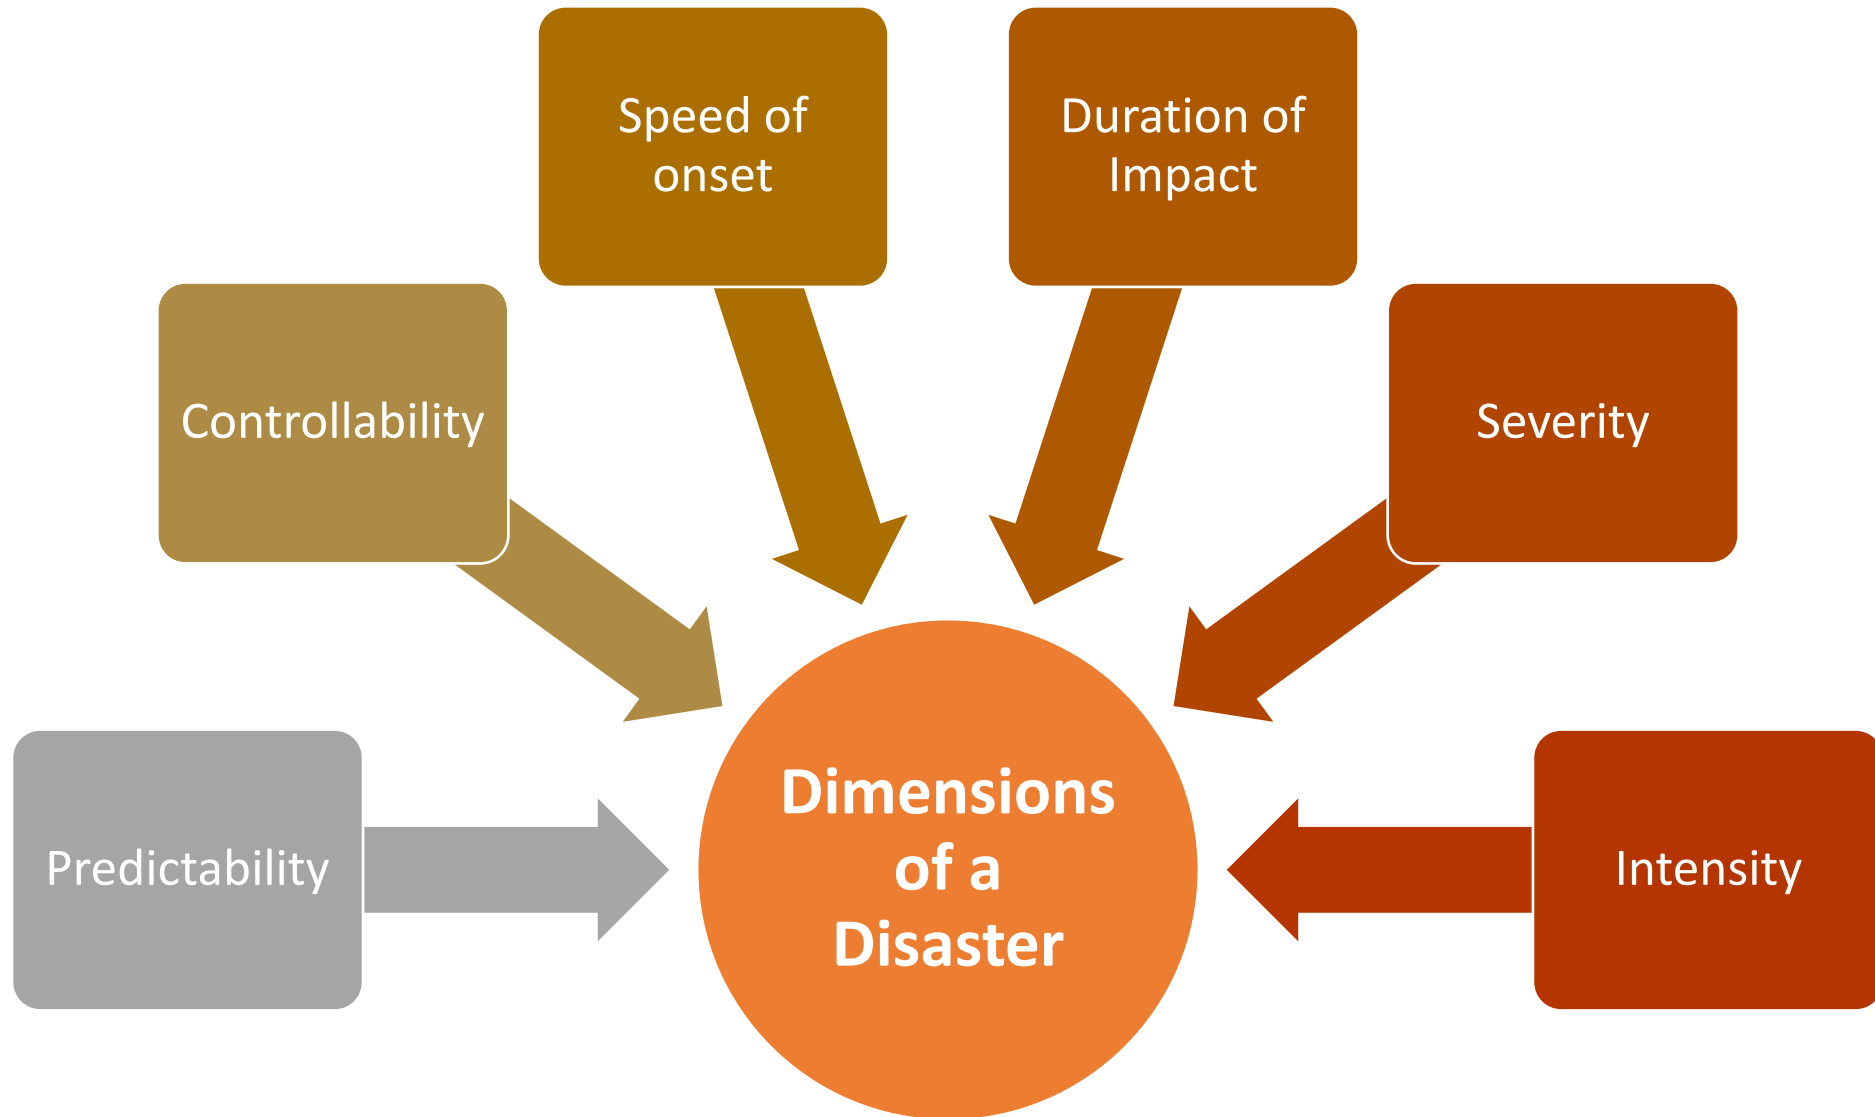 Speed of
onset
Duration of
Impact
Controllability
Severity
Predictability
Dimensions
of a
Disaster
Intensity